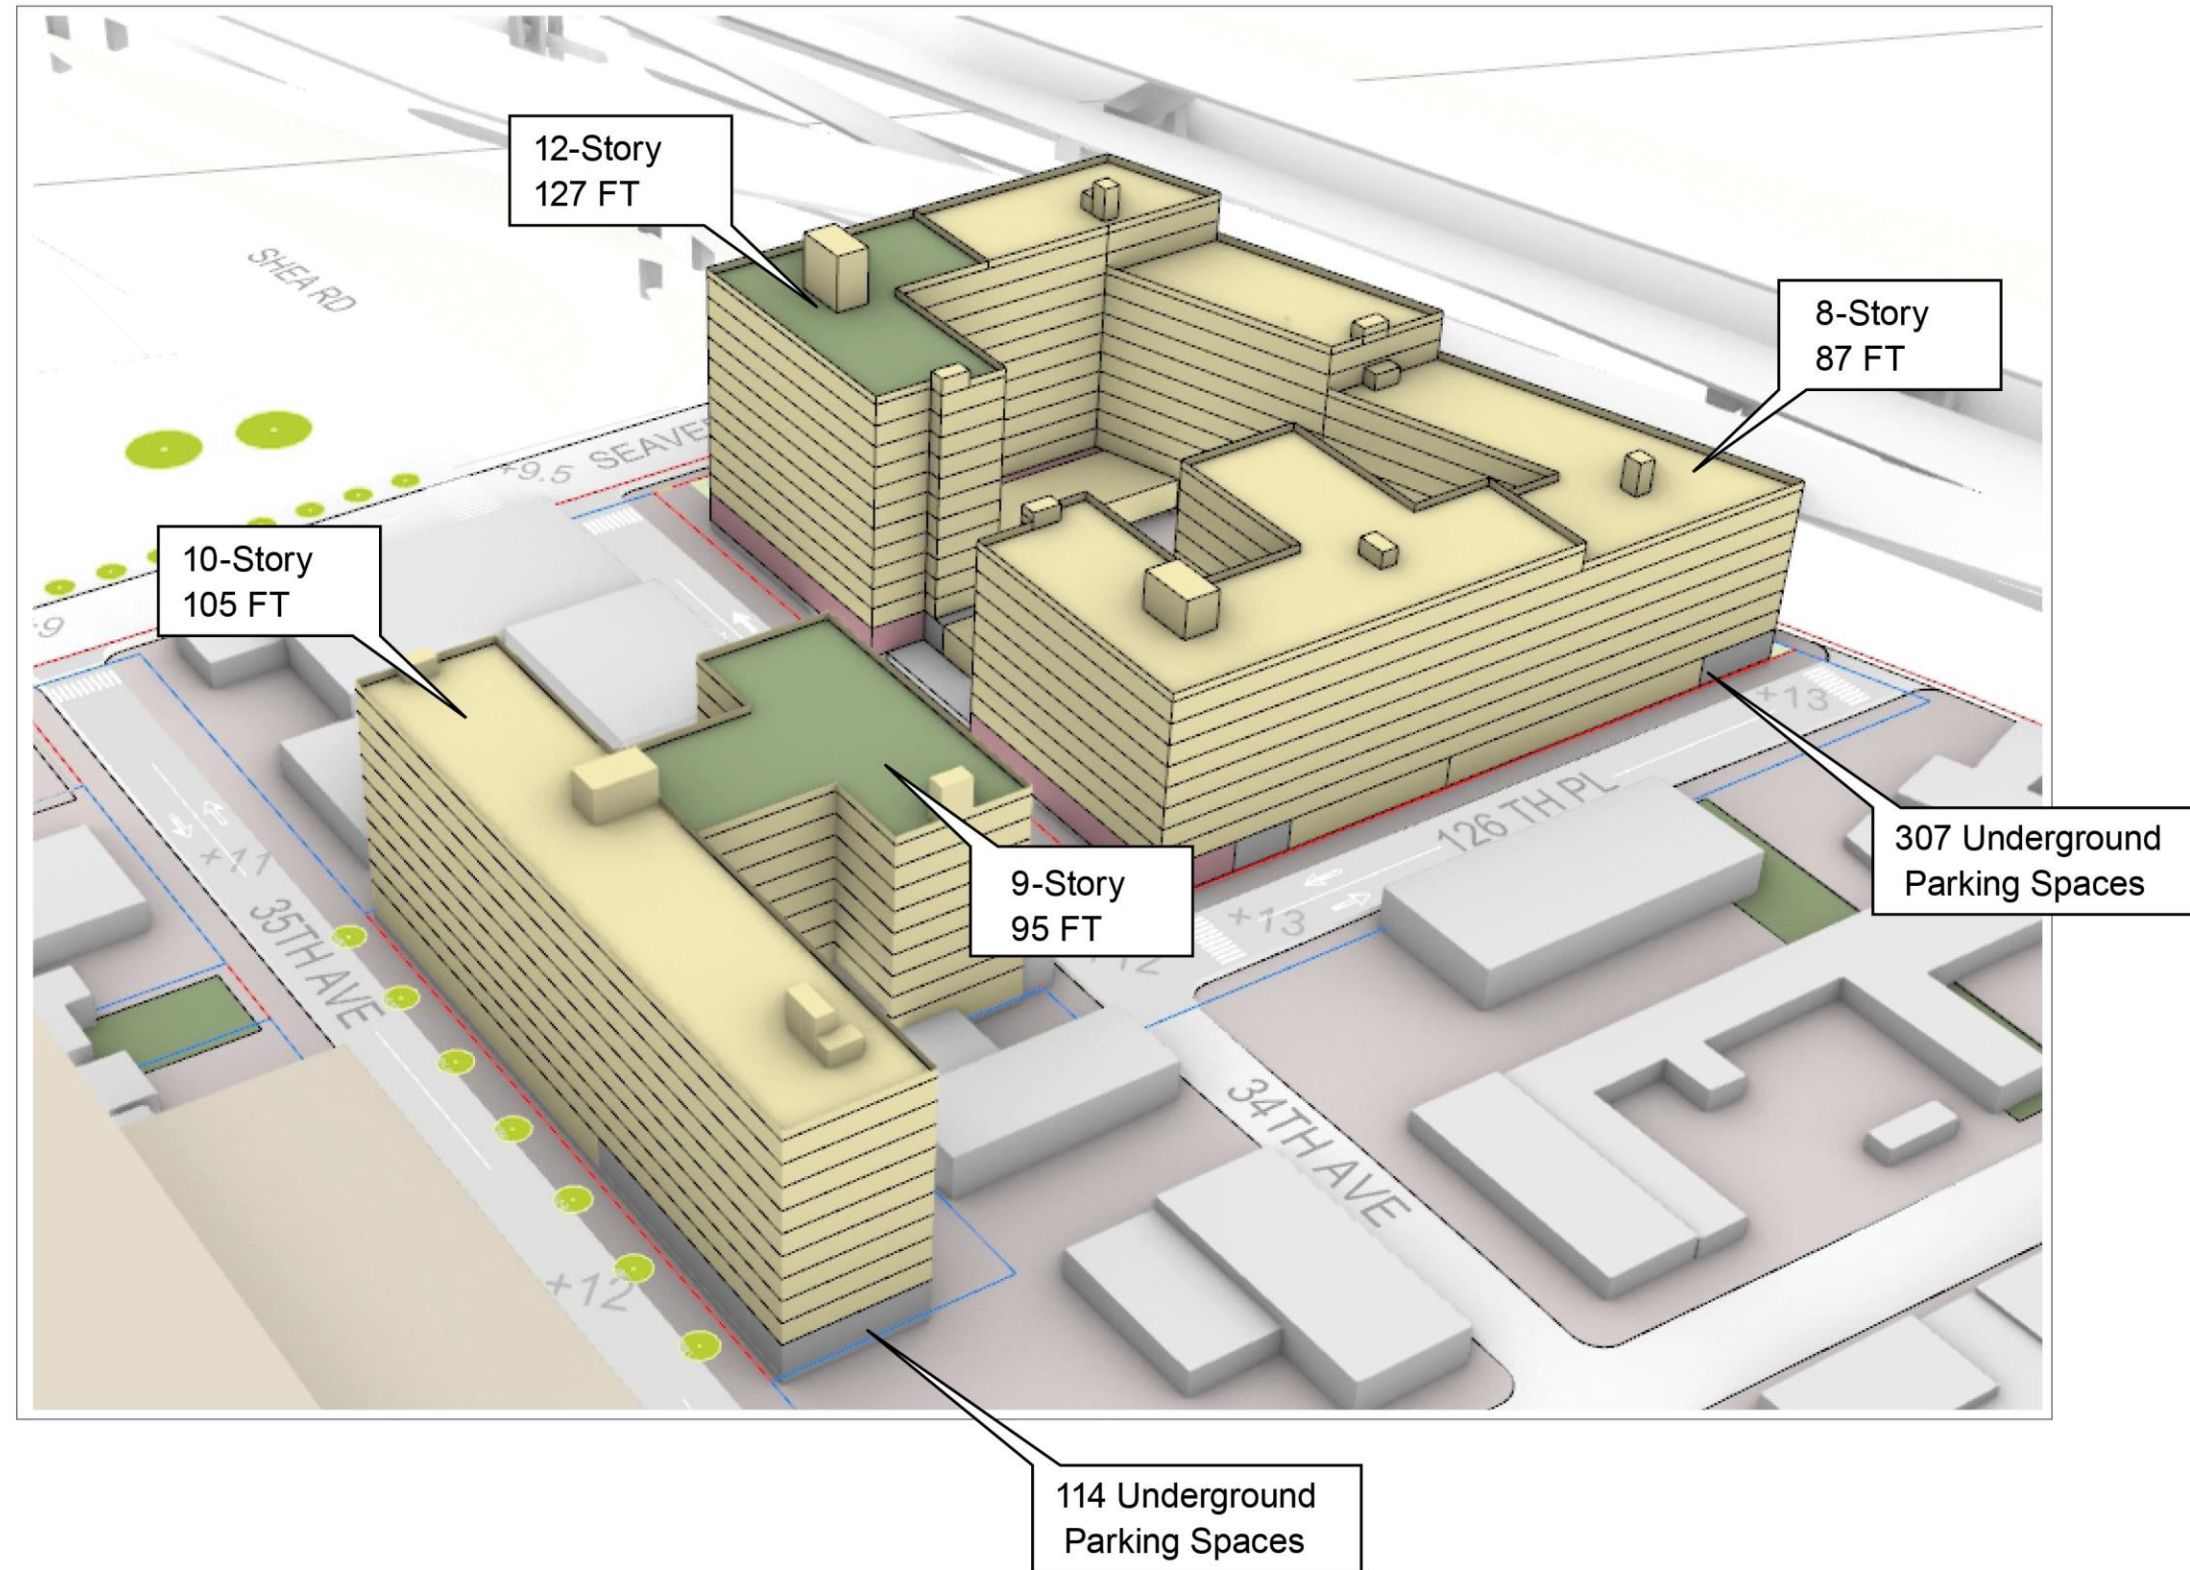 12-Story
127 FT
SHEA RD
8-Story
87 FT
+9.5
10-Story
105 FT
+13
126 TH PL
307 Underground
Parking Spaces
+11
9-Story
95 FT
+13
35TH AVE
34TH AVE
+12
114 Underground
Parking Spaces